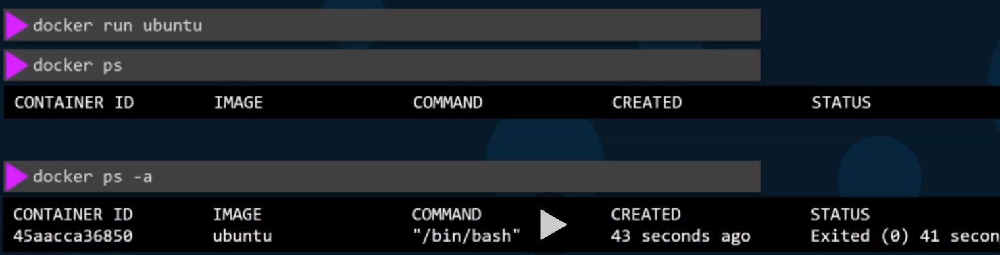 docker run ubuntu
docker ps
CONTAINER ID IMAGE COMMAND CREATED STATUS
docker ps -a
CONTAINER ID IMAGE COMMAND CREATED STATUS
45aacca36850 ubuntu "/bin/bash" 43 seconds ago Exited (0) 41 secon